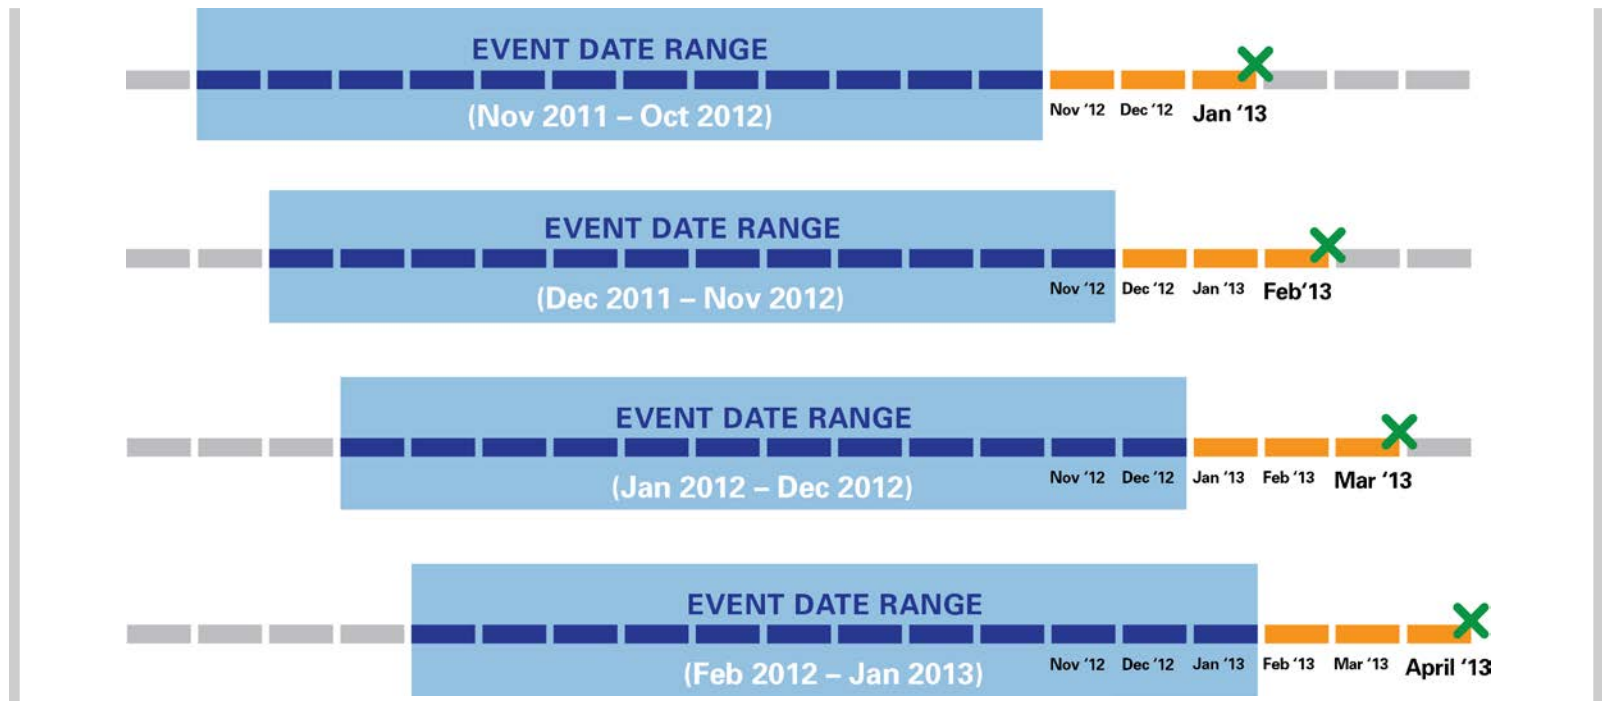 EVENT DATE RANGE
(Nov 2011 – Oct 2012)
Nov ‘12 Dec ‘12 Jan ‘13
EVENT DATE RANGE
(Dec 2011 – Nov 2012)
Nov ‘12 Dec ‘12 Jan ‘13 Feb‘13
EVENT DATE RANGE
(Jan 2012 – Dec 2012)
Nov ‘12 Dec ‘12 Jan ‘13 Feb ‘13 Mar ‘13
EVENT DATE RANGE
(Feb 2012 – Jan 2013)
Nov ‘12 Dec ‘12 Jan ‘13 Feb ‘13 Mar ‘13 April ‘13